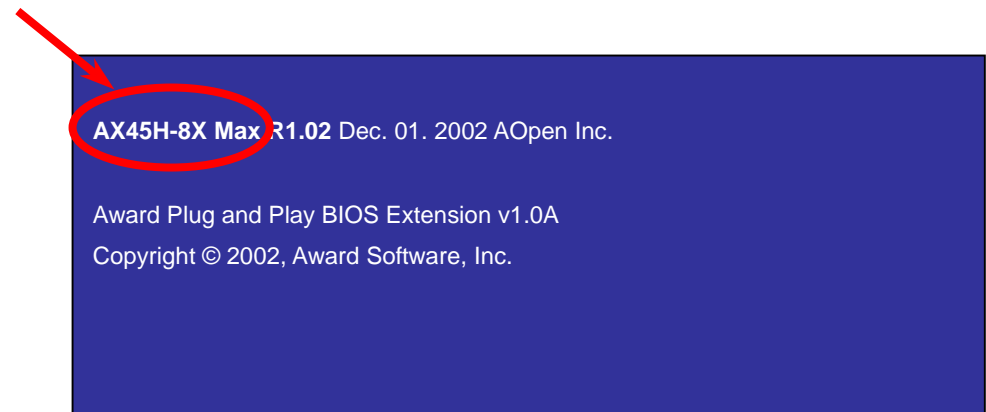 AX45H-8X Max R1.02 Dec. 01. 2002 AOpen Inc.
Award Plug and Play BIOS Extension v1.0A
Copyright © 2002, Award Software, Inc.